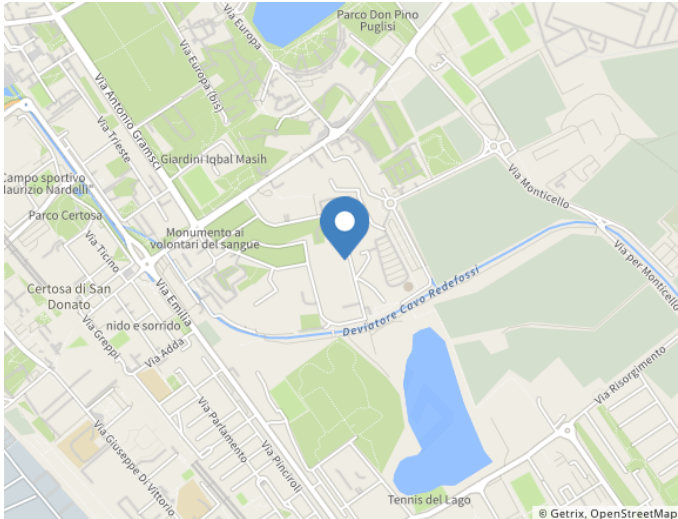 Parco Don Pino
Puglisi
Via Europa
Via Europa (bis)
Via Antonio Gramsci
Via Trieste
Giardini Iqbal Masih
Campo sportivo
Maurizio Nardelli"
Parco Certosa
Via Monticello
Monumento ai
volontari del sangue
Via Ticino
Via per Monticello
Certosa di San
Donato
Via Emilia
Deviatore Cavo Redefossi
nido e sorrido
Via Greppi
Via Adda
Via Risorgimento
Via Parlamento
Via Giuseppe Di Vittorio
Via Pinciroli
Tennis del Lago
© Getrix, OpenStreetMap